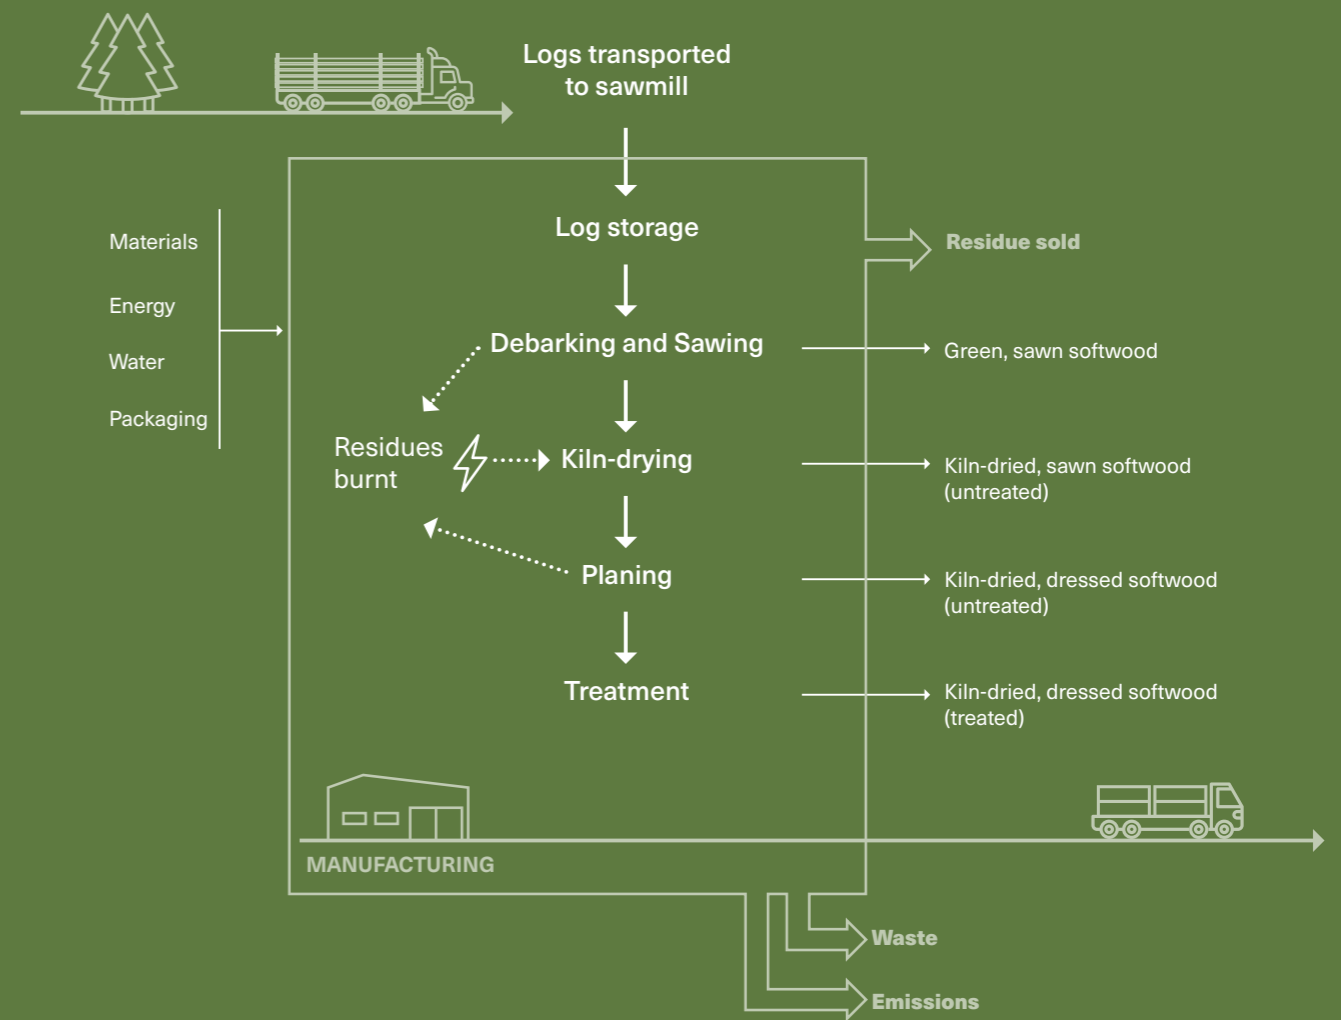 Logs transported
to sawmill
Materials
Energy
Water
Packaging
Log storage
Debarking and Sawing
Residues
burnt
Kiln-drying
Planing
Treatment
Residue sold
Green, sawn softwood
Kiln-dried, sawn softwood
(untreated)
Kiln-dried, dressed softwood
(untreated)
Kiln-dried, dressed softwood
(treated)
MANUFACTURING
Waste
Emissions